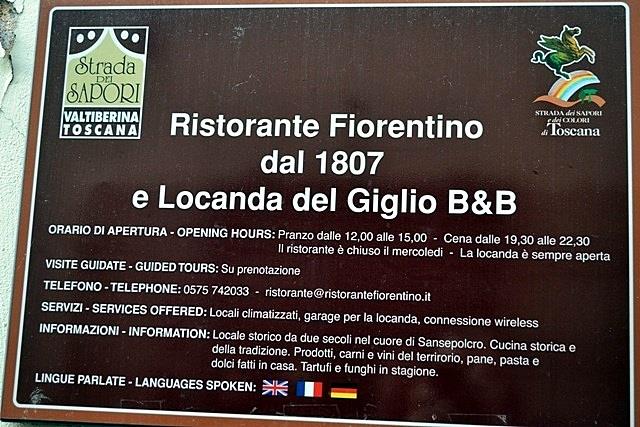 Strada
DEI
SAPORI
VALTIBERINA
TOSCANA
STRADA dei SAPORI
e dei COLORI
di Toscana
Ristorante Fiorentino
dal 1807
e Locanda del Giglio B&B
ORARIO DI APERTURA - OPENING HOURS: Pranzo dalle 12,00 alle 15,00 - Cena dalle 19,30 alle 22,30
Il ristorante è chiuso il mercoledi - La locanda è sempre aperta
VISITE GUIDATE - GUIDED TOURS: Su prenotazione
TELEFONO - TELEPHONE: 0575 742033 - ristorante@ristorantefiorentino.it
SERVIZI - SERVICES OFFERED: Locali climatizzati, garage per la locanda, connessione wireless
INFORMAZIONI - INFORMATION: Locale storico da due secoli nel cuore di Sansepolcro. Cucina storica e
della tradizione. Prodotti, carni e vini del terrirorio, pane, pasta e
dolci fatti in casa. Tartufi e funghi in stagione.
LINGUE PARLATE - LANGUAGES SPOKEN: